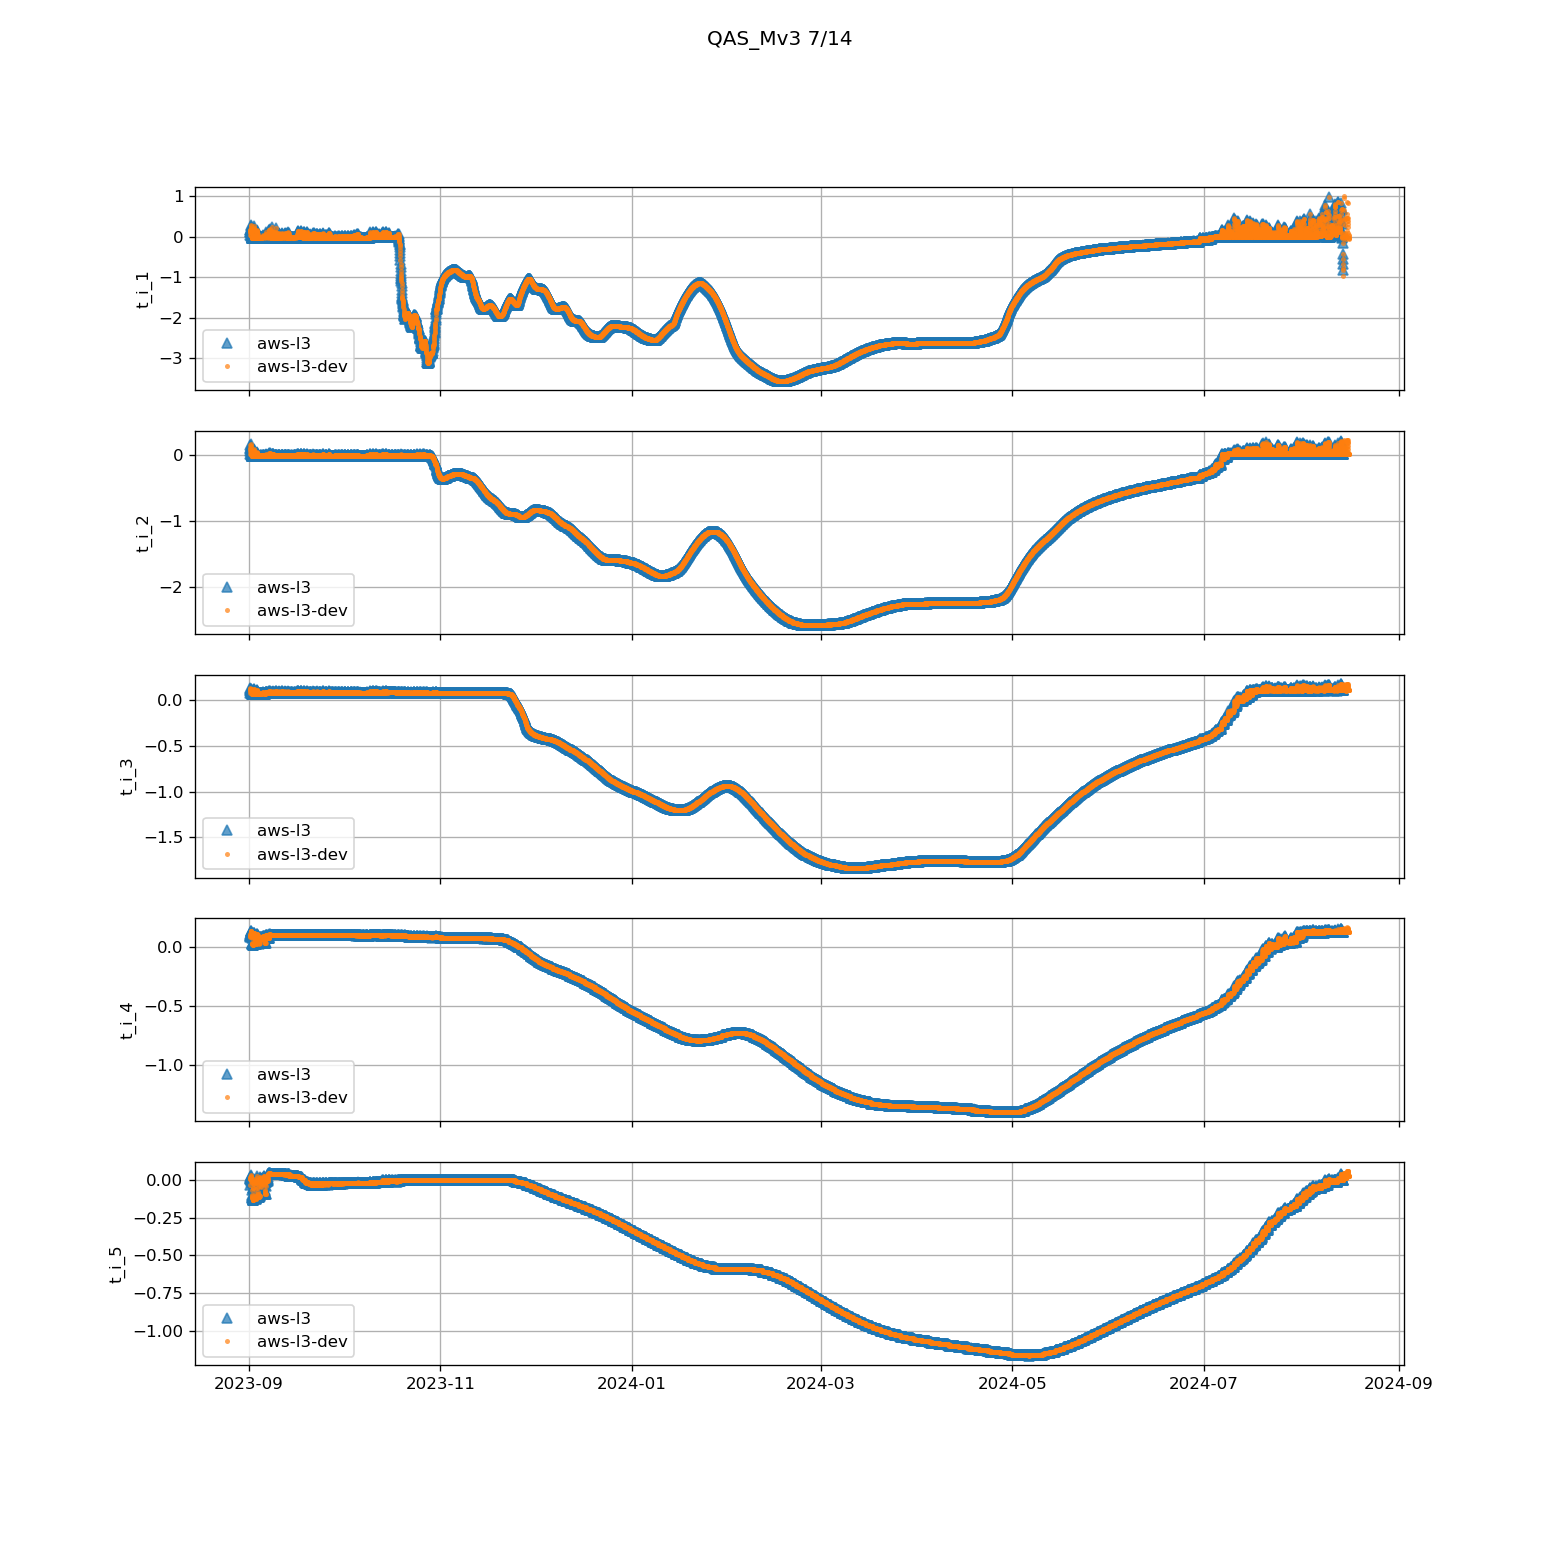 QAS_Mv3 7/14
1
0
−1
−2
−3
t_i_1
aws-l3
aws-l3-dev
0
−1
−2
t_i_2
aws-l3
aws-l3-dev
0.0
−0.5
−1.0
−1.5
t_i_3
aws-l3
aws-l3-dev
0.0
−0.5
−1.0
t_i_4
aws-l3
aws-l3-dev
0.00
−0.25
−0.50
−0.75
−1.00
t_i_5
aws-l3
aws-l3-dev
2023-09 2023-11 2024-01 2024-03 2024-05 2024-07 2024-09